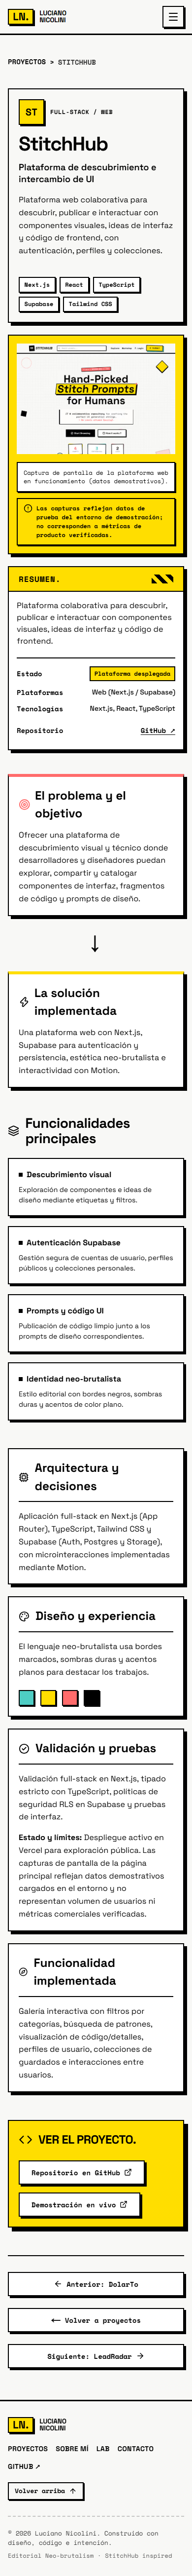 LN. LUCIANO
NICOLINI
PROYECTOS > STITCHHUB
ST FULL-STACK / WEB
StitchHub
Plataforma de descubrimiento e
intercambio de UI
Plataforma web colaborativa para
descubrir, publicar e interactuar con
componentes visuales, ideas de interfaz
y código de frontend, con
autenticación, perfiles y colecciones.
Next.js React TypeScript
Supabase Tailwind CSS
Hand-Picked
Stitch Prompts
for Humans
Captura de pantalla de la plataforma web
en funcionamiento (datos demostrativos).
Las capturas reflejan datos de
prueba del entorno de demostración;
no corresponden a métricas de
producto verificadas.
RESUMEN.
Plataforma colaborativa para descubrir,
publicar e interactuar con componentes
visuales, ideas de interfaz y código de
frontend.
Estado Plataforma desplegada
Plataformas Web (Next.js / Supabase)
Tecnologías Next.js, React, TypeScript
Repositorio GitHub ↗
El problema y el
objetivo
Ofrecer una plataforma de
descubrimiento visual y técnico donde
desarrolladores y diseñadores puedan
explorar, compartir y catalogar
componentes de interfaz, fragmentos
de código y prompts de diseño.
↓
La solución
implementada
Una plataforma web con Next.js,
Supabase para autenticación y
persistencia, estética neo-brutalista e
interactividad con Motion.
Funcionalidades
principales
Descubrimiento visual
Exploración de componentes e ideas de
diseño mediante etiquetas y filtros.
Autenticación Supabase
Gestión segura de cuentas de usuario, perfiles
públicos y colecciones personales.
Prompts y código UI
Publicación de código limpio junto a los
prompts de diseño correspondientes.
Identidad neo-brutalista
Estilo editorial con bordes negros, sombras
duras y acentos de color plano.
Arquitectura y
decisiones
Aplicación full-stack en Next.js (App
Router), TypeScript, Tailwind CSS y
Supabase (Auth, Postgres y Storage),
con microinteracciones implementadas
mediante Motion.
Diseño y experiencia
El lenguaje neo-brutalista usa bordes
marcados, sombras duras y acentos
planos para destacar los trabajos.
Validación y pruebas
Validación full-stack en Next.js, tipado
estricto con TypeScript, políticas de
seguridad RLS en Supabase y pruebas
de interfaz.
Estado y límites: Despliegue activo en
Vercel para exploración pública. Las
capturas de pantalla de la página
principal reflejan datos demostrativos
cargados en el entorno y no
representan volumen de usuarios ni
métricas comerciales verificadas.
Funcionalidad
implementada
Galería interactiva con filtros por
categorías, búsqueda de patrones,
visualización de código/detalles,
perfiles de usuario, colecciones de
guardados e interacciones entre
usuarios.
VER EL PROYECTO.
Repositorio en GitHub
Demostración en vivo
← Anterior: DolarTo
⟵ Volver a proyectos
Siguiente: LeadRadar →
LN. LUCIANO
NICOLINI
PROYECTOS SOBRE MÍ LAB CONTACTO
GITHUB ↗
Volver arriba ↑
© 2026 Luciano Nicolini. Construido con
diseño, código e intención.
Editorial Neo-brutalism · StitchHub inspired